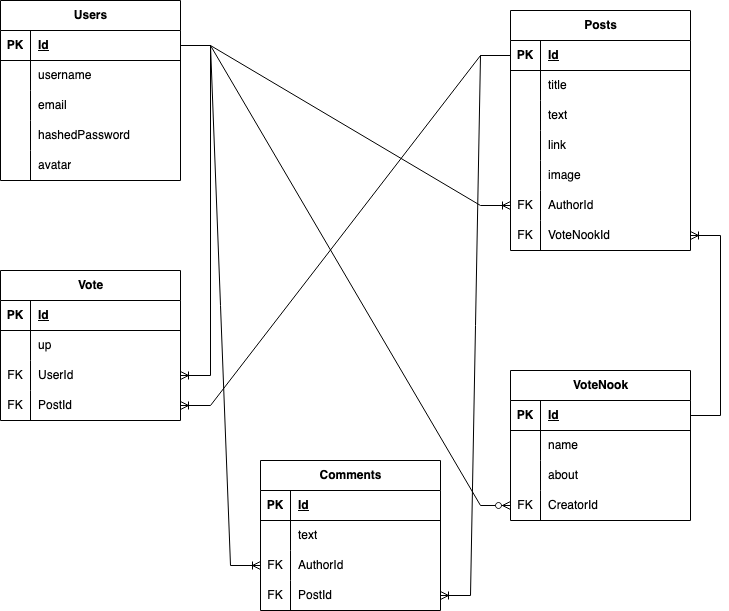 Users
PK Id
username
email
hashedPassword
avatar
Posts
PK Id
title
text
link
image
FK AuthorId
FK VoteNookId
Vote
PK Id
up
FK UserId
FK PostId
VoteNook
PK Id
name
about
FK CreatorId
Comments
PK Id
text
FK AuthorId
FK PostId